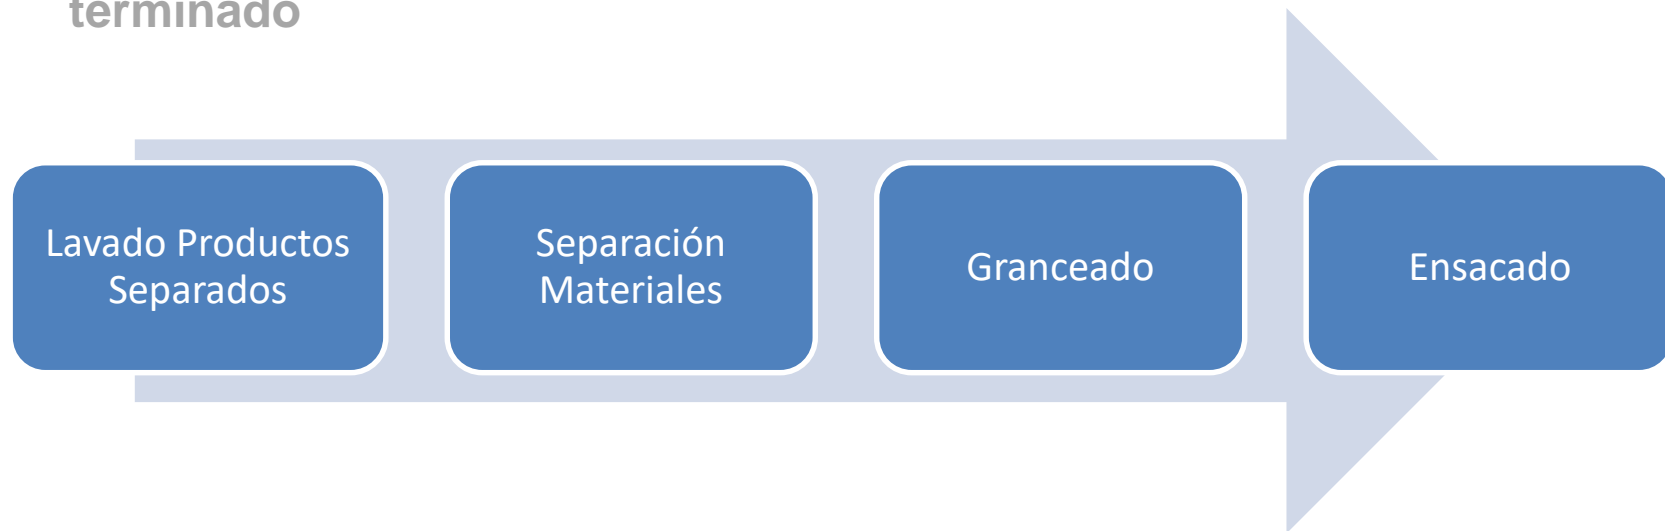 terminado
Lavado Productos
Separados
Separación
Materiales
Granceado
Ensacado